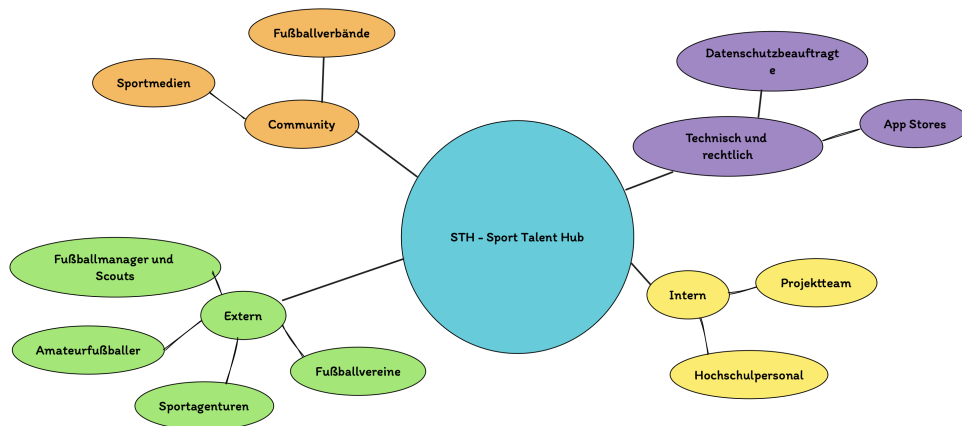 Fußballverbände
Sportmedien
Community
Datenschutzbeauftragt
e
App Stores
Technisch und
rechtlich
STH - Sport Talent Hub
Fußballmanager und
Scouts
Extern
Amateurfußballer
Fußballvereine
Sportagenturen
Intern
Projektteam
Hochschulpersonal